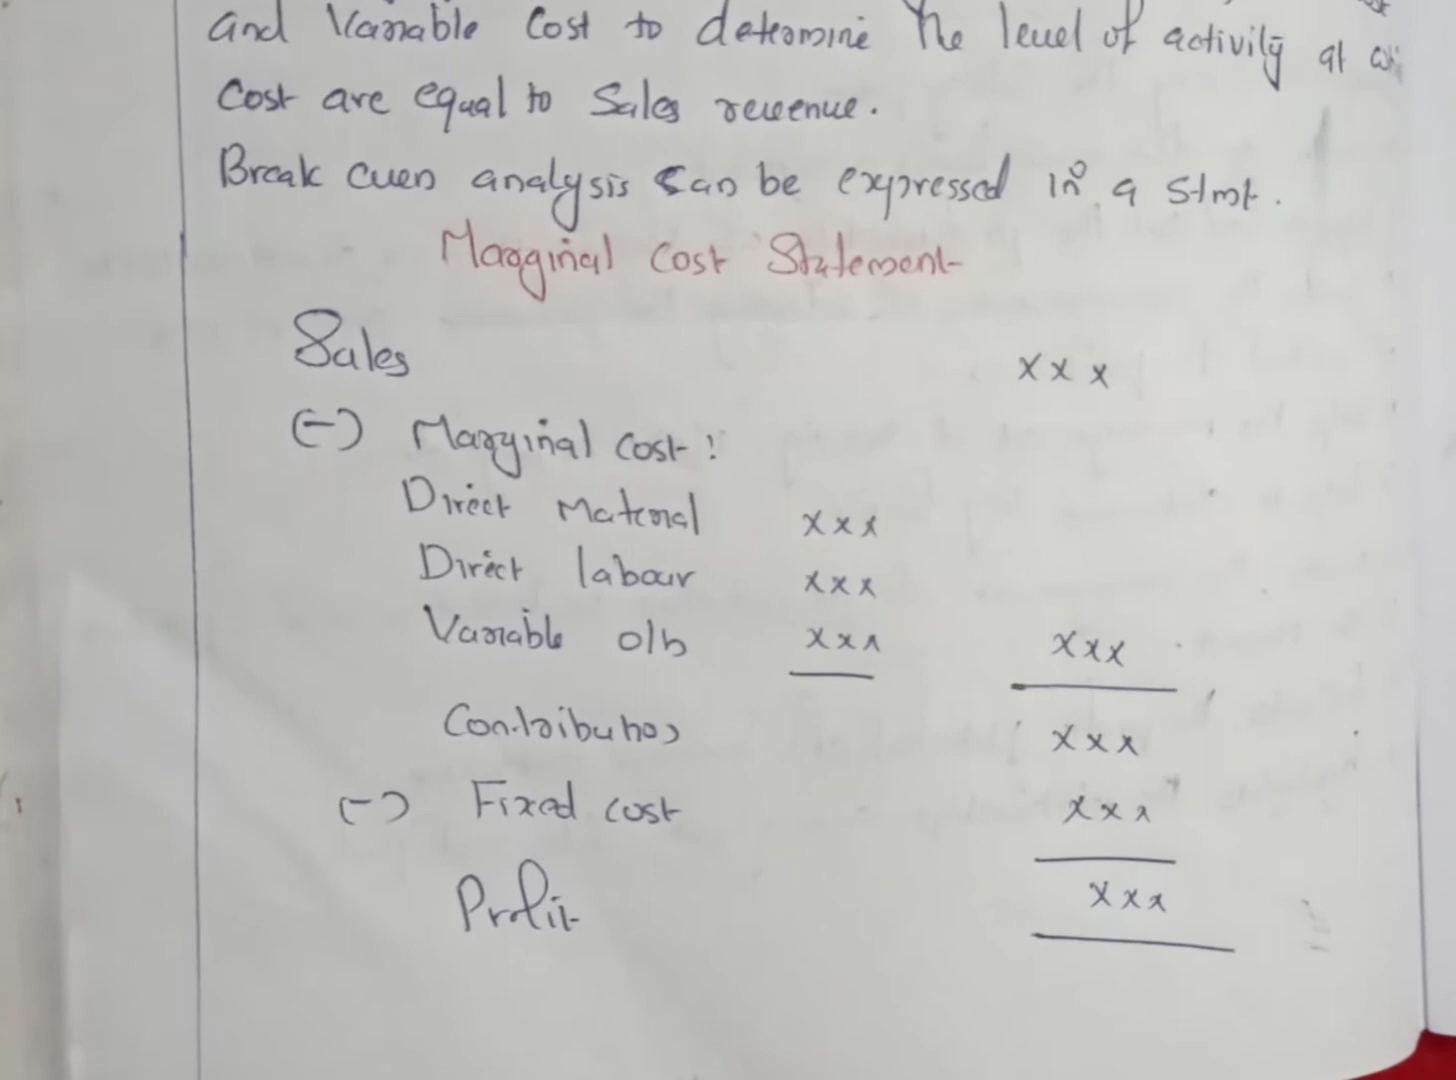 and Variable Cost to determine the level of activity at
Cost are equal to Sales revenue.
Break even analysis can be expressed in a Stmt.
Marginal Cost Statement
Sales xxx
(-) Marginal Cost:
Direct Material xxx
Direct labour xxx
Variable o/h xxx xxx
Contribution xxx
(-) Fixed cost xxx
Profit xxx